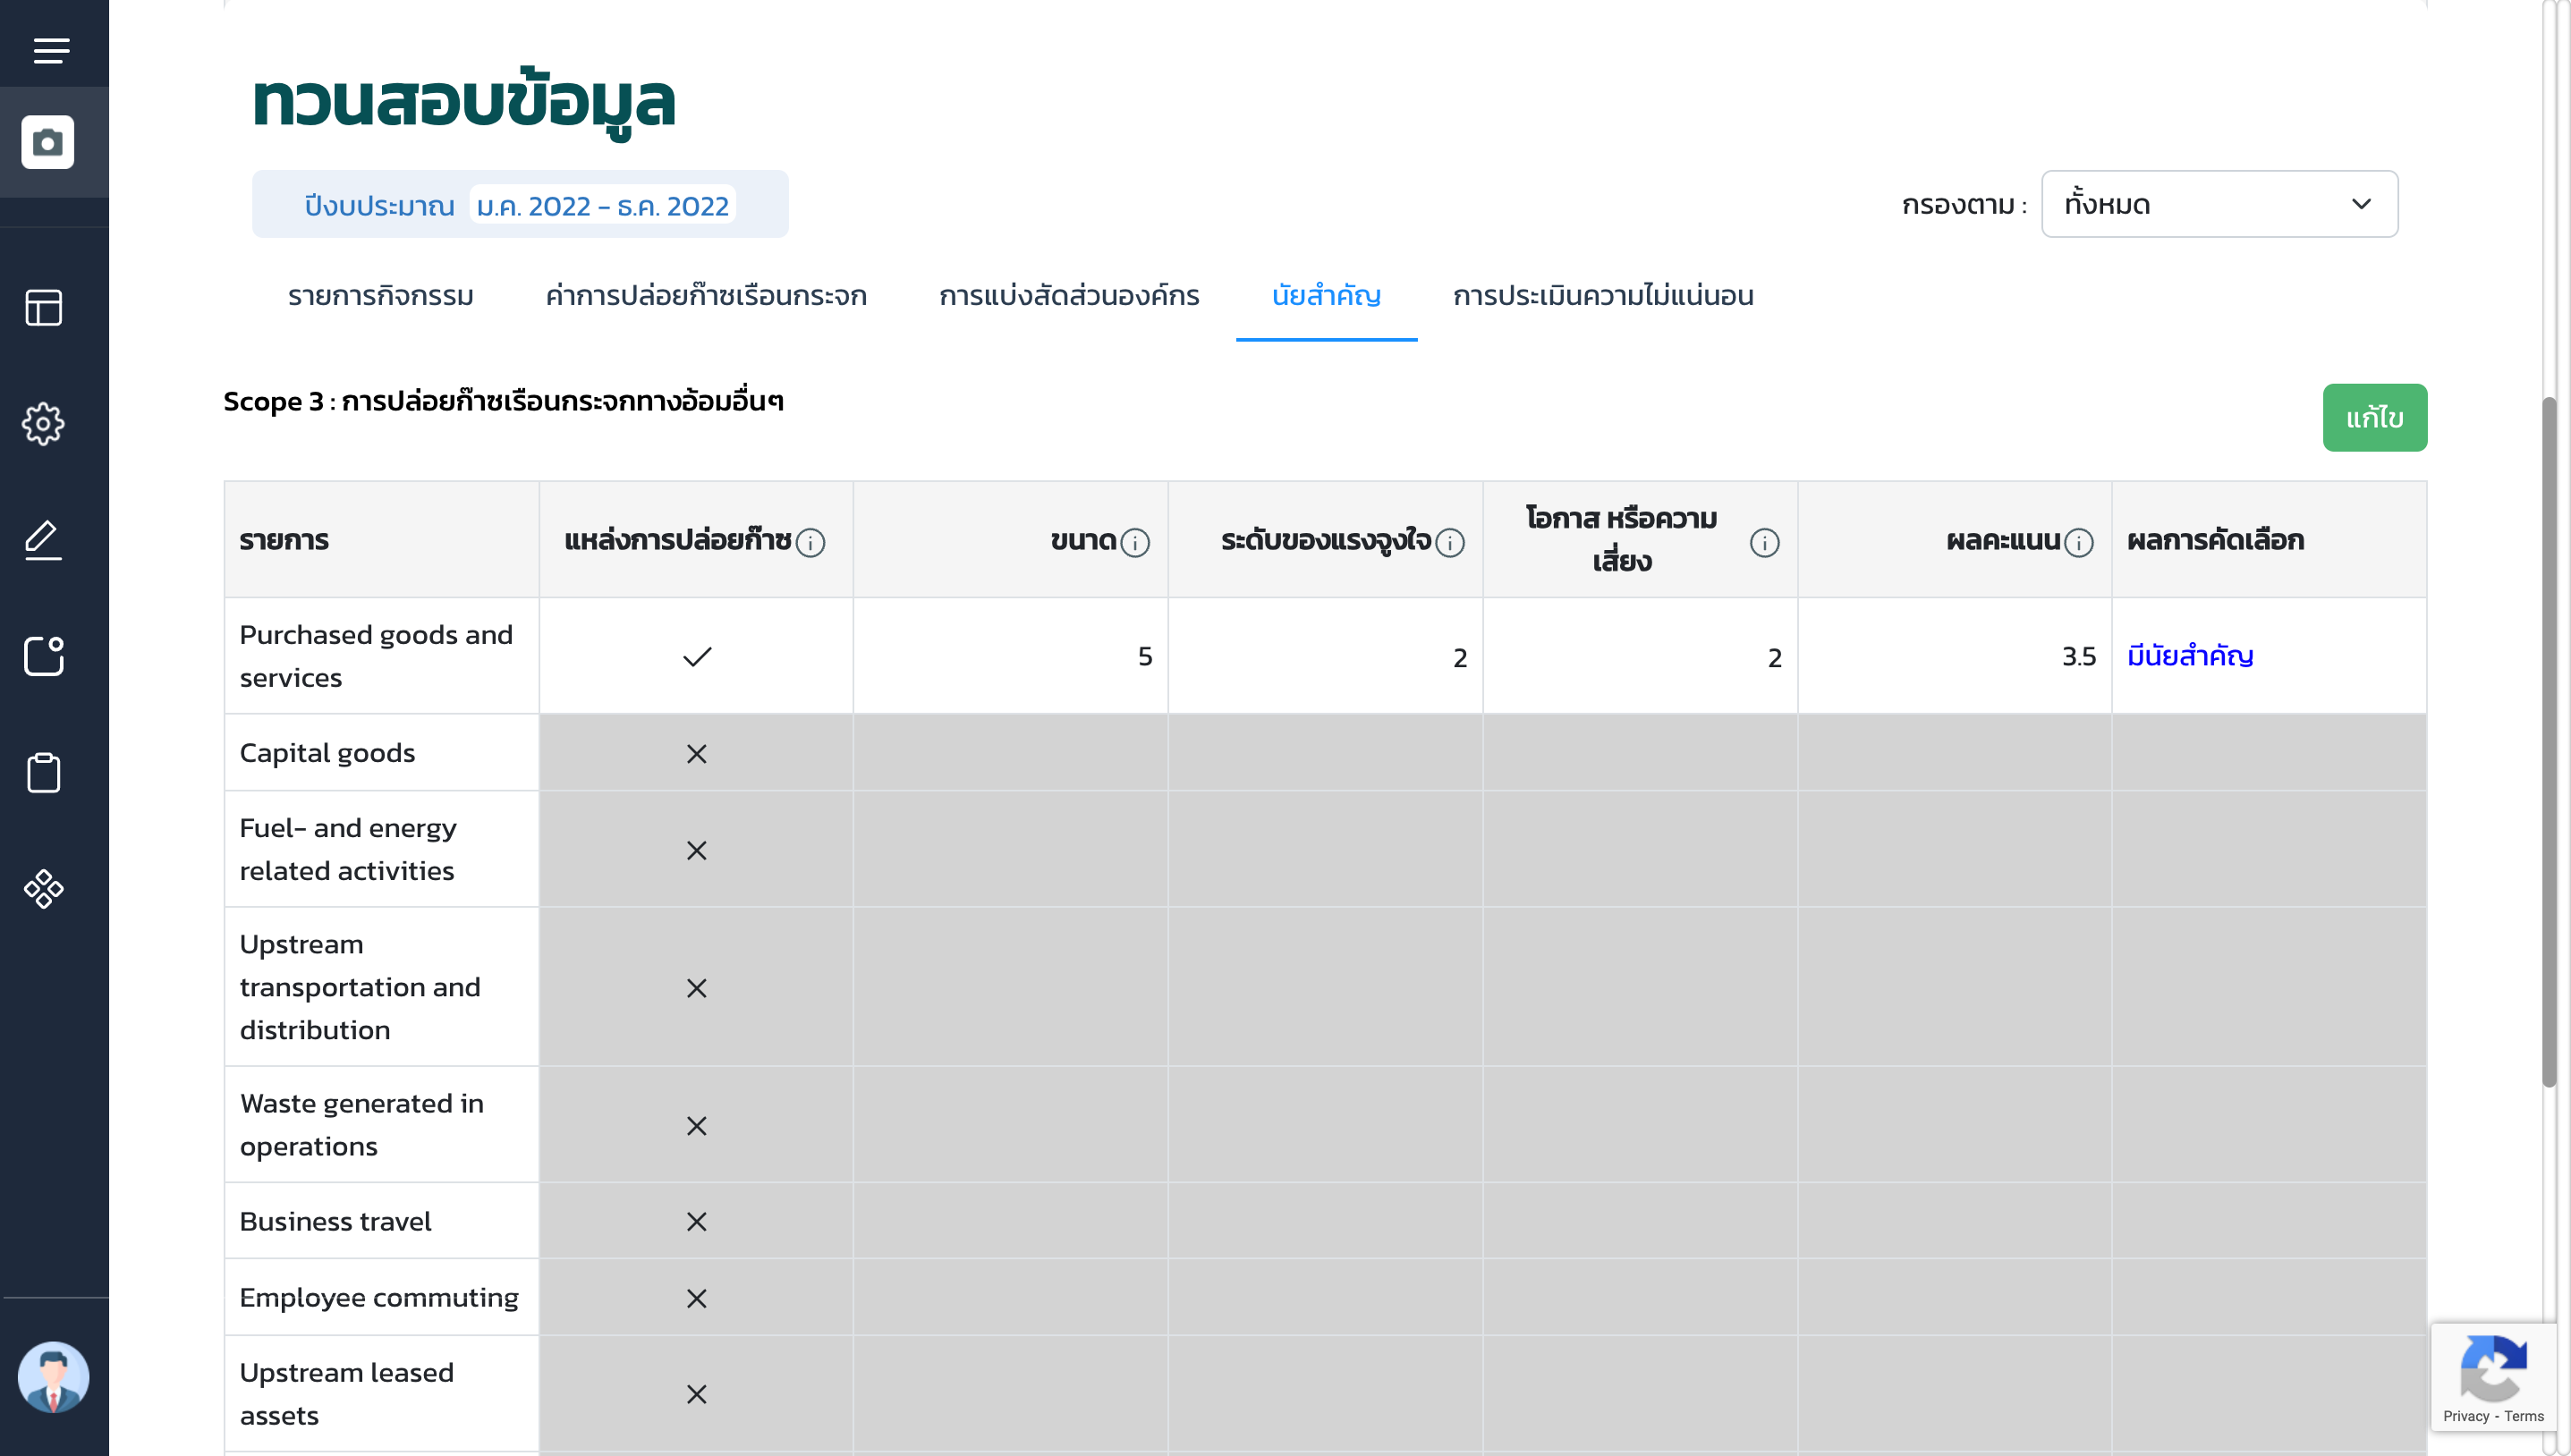 ทวนสอบข้อมูล
ปีงบประมาณ ม.ค. 2022 - ธ.ค. 2022
กรองตาม : ทั้งหมด
รายการกิจกรรม ค่าการปล่อยก๊าซเรือนกระจก การแบ่งสัดส่วนองค์กร นัยสำคัญ การประเมินความไม่แน่นอน
Scope 3 : การปล่อยก๊าซเรือนกระจกทางอ้อมอื่นๆ
แก้ไข
รายการ แหล่งการปล่อยก๊าซ ขนาด ระดับของแรงจูงใจ โอกาส หรือความ
เสี่ยง ผลคะแนน ผลการคัดเลือก
Purchased goods and
services 5 2 2 3.5 มีนัยสำคัญ
Capital goods
Fuel- and energy
related activities
Upstream
transportation and
distribution
Waste generated in
operations
Business travel
Employee commuting
Upstream leased
assets
Privacy - Terms